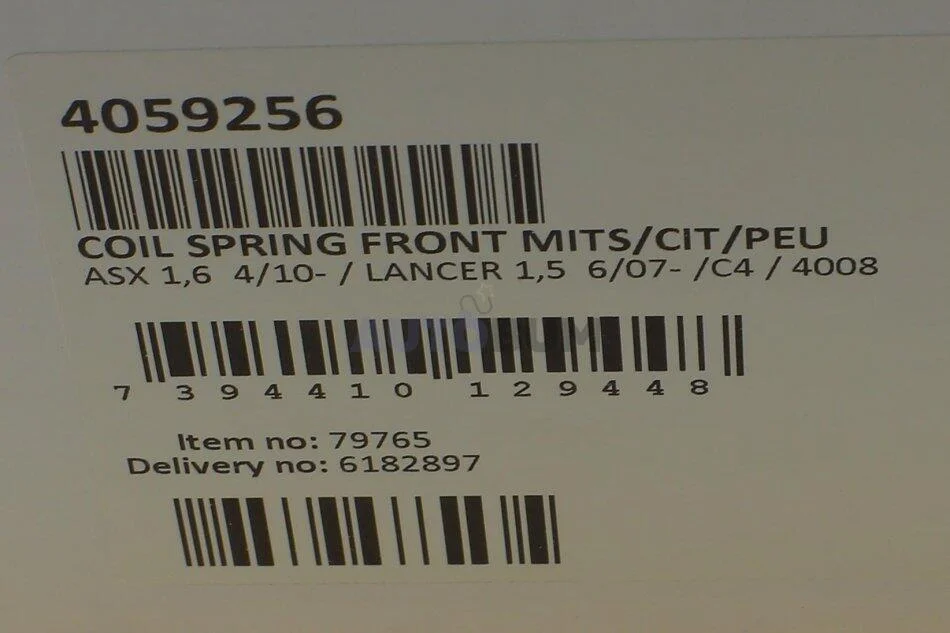 4059256
COIL SPRING FRONT MITS/CIT/PEU
ASX 1,6 4/10- / LANCER 1,5 6/07- /C4 / 4008
AUTOBUM
7 394410 129448
Item no: 79765
Delivery no: 6182897